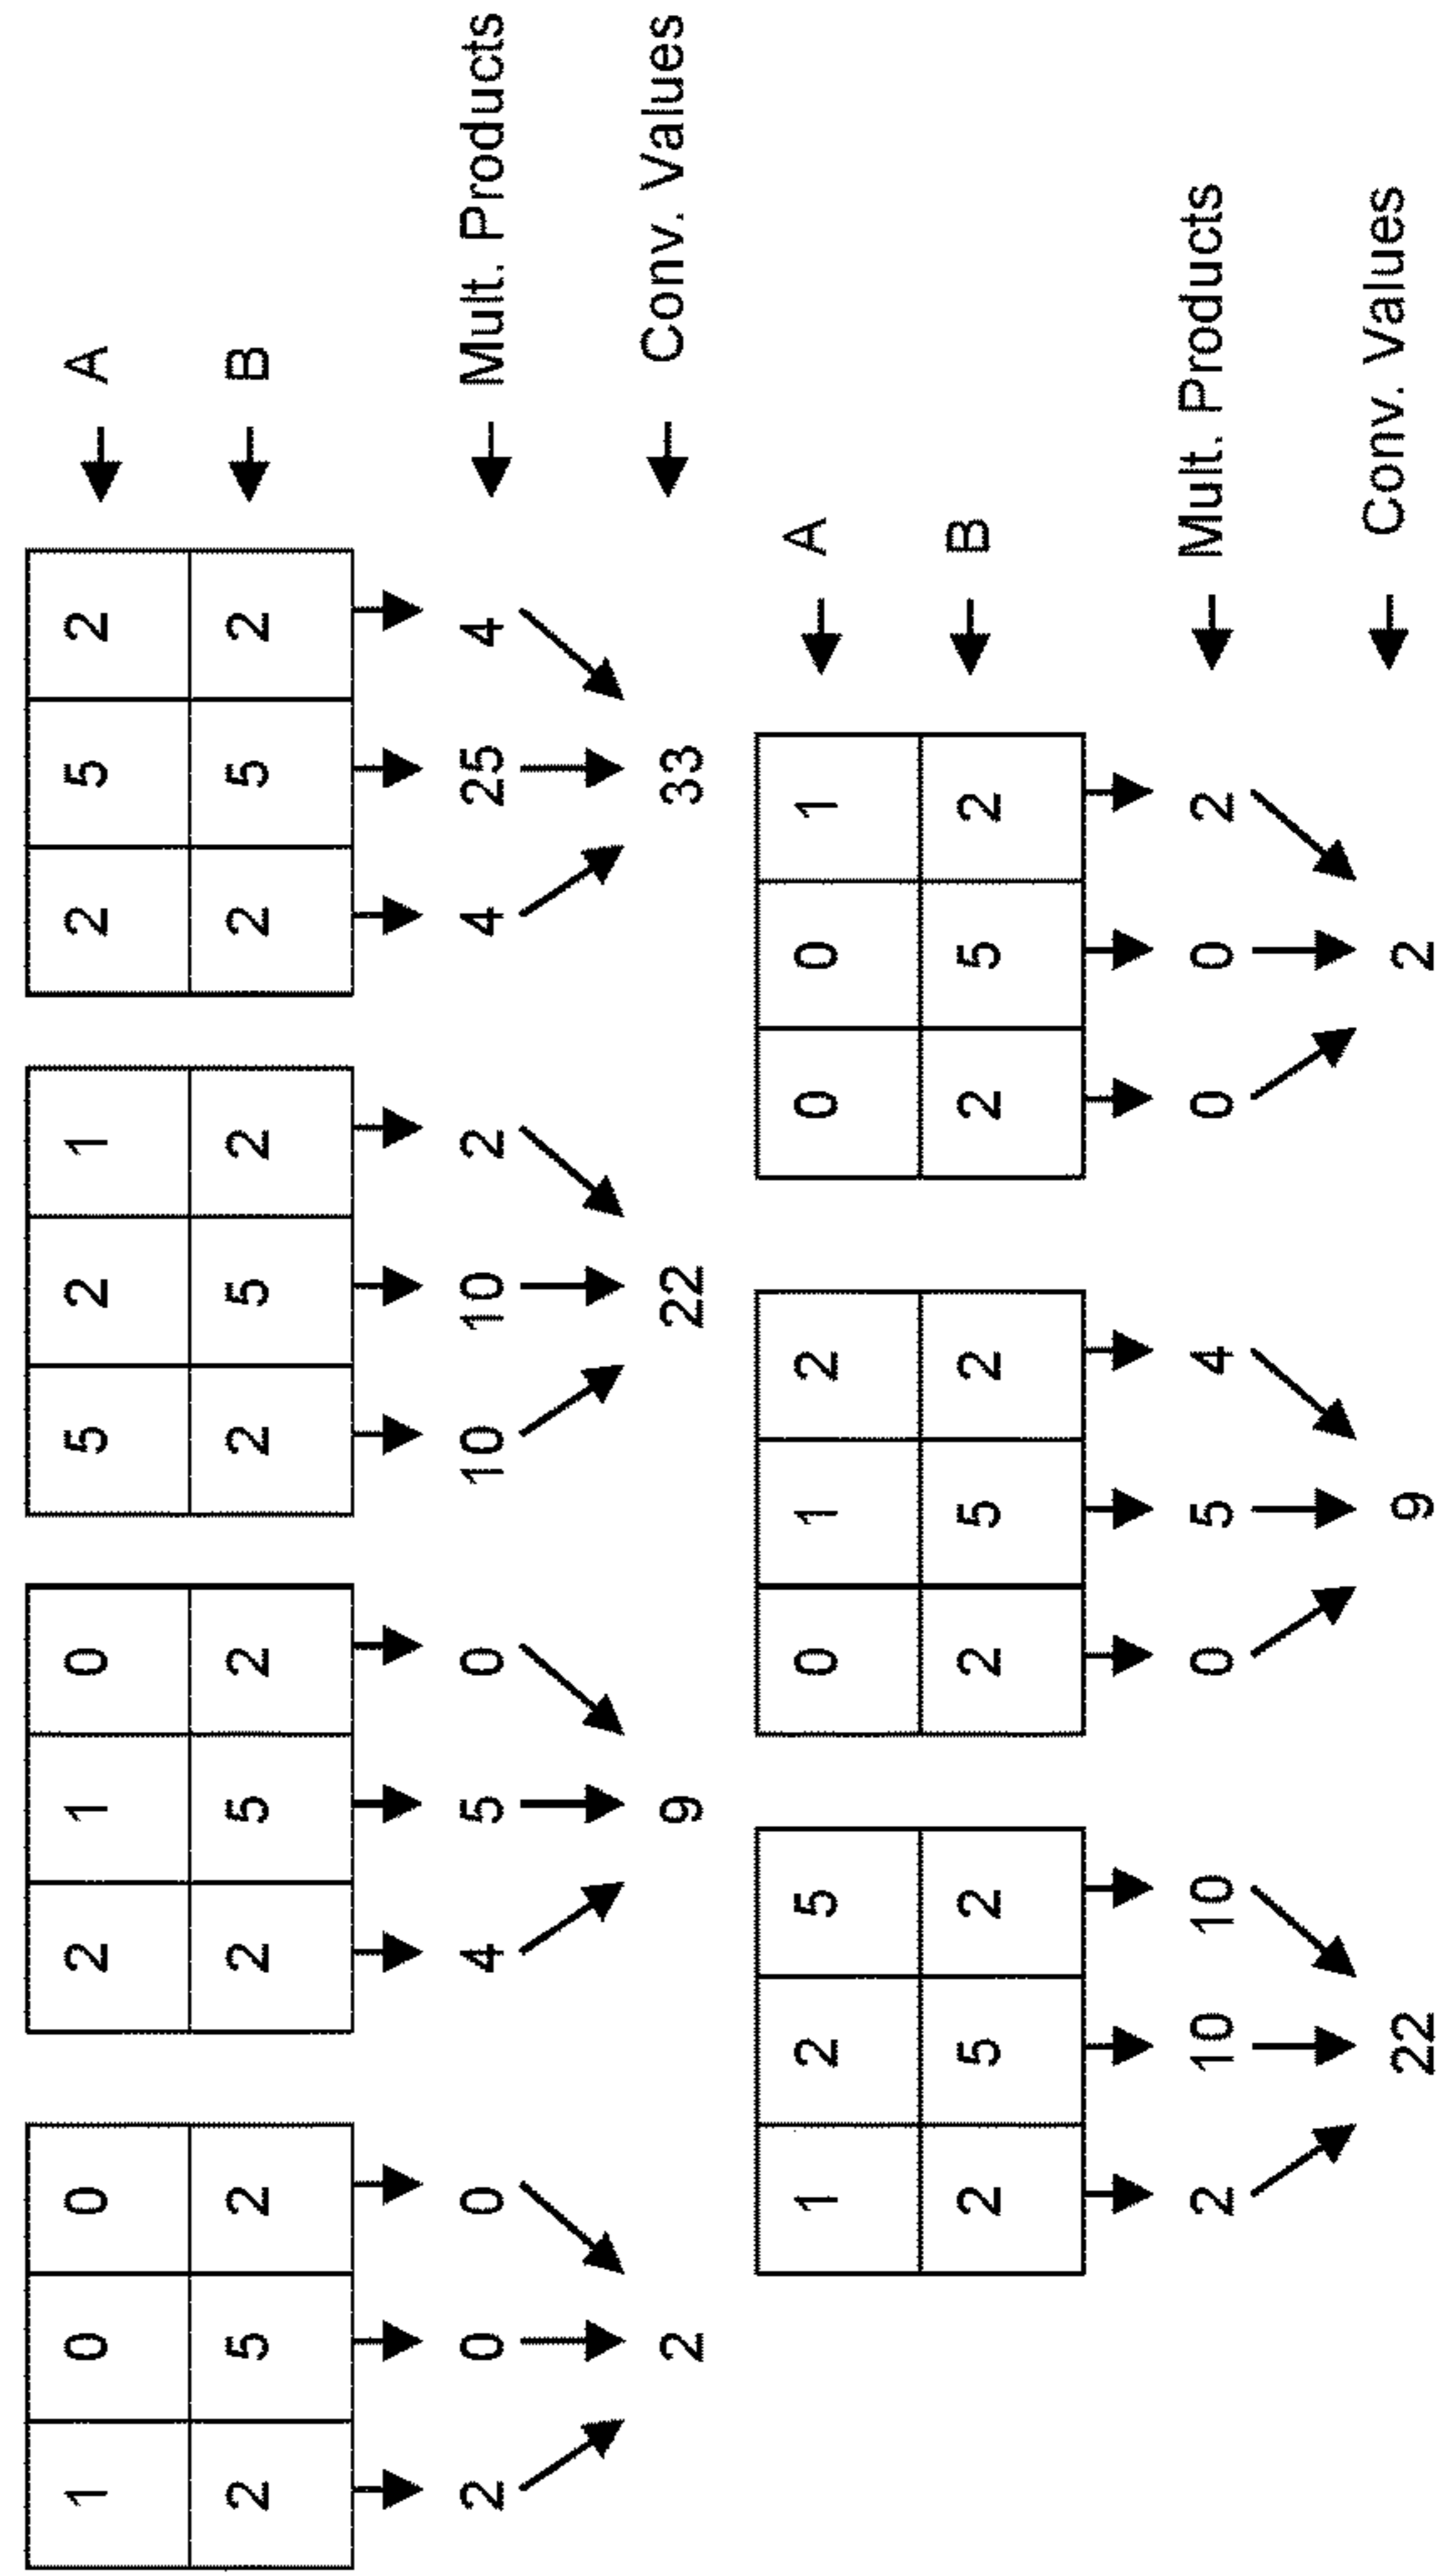 1 0 0 2 1 0 5 2 1 2 5 2 A
2 5 2 2 5 2 2 5 2 2 5 2 B
2 0 0 4 5 0 10 10 2 4 25 4 Mult. Products
2 9 22 33 Conv. Values
1 2 5 0 1 2 0 0 1 A
2 5 2 2 5 2 2 5 2 B
2 10 10 0 5 4 0 0 2 Mult. Products
22 9 2 Conv. Values